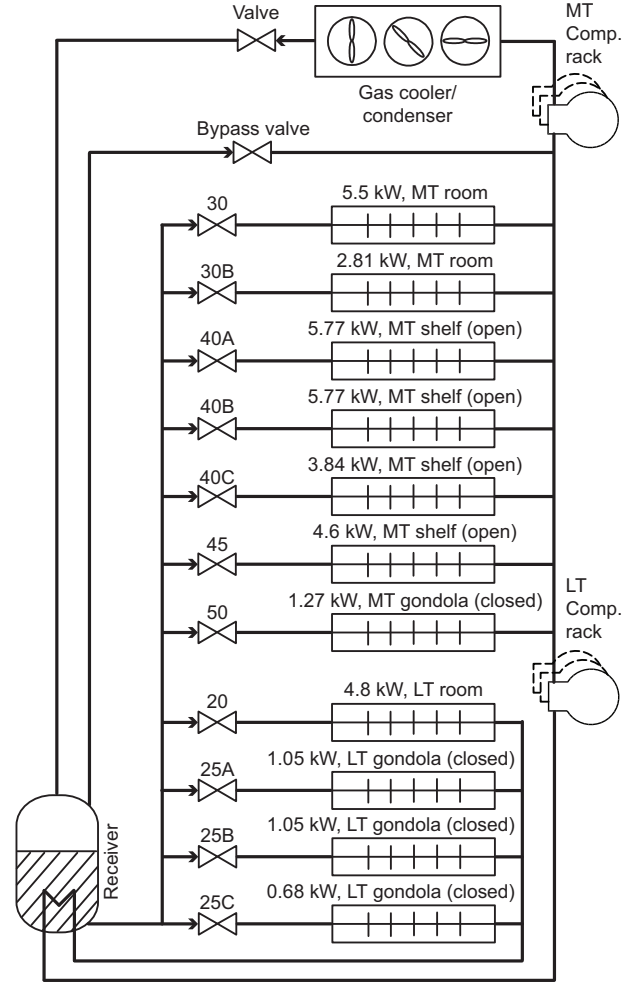 Valve
MT
Comp.
rack
Gas cooler/
condenser
Bypass valve
30
5.5 kW, MT room
30B
2.81 kW, MT room
40A
5.77 kW, MT shelf (open)
40B
5.77 kW, MT shelf (open)
40C
3.84 kW, MT shelf (open)
45
4.6 kW, MT shelf (open)
50
1.27 kW, MT gondola (closed)
LT
Comp.
rack
20
4.8 kW, LT room
25A
1.05 kW, LT gondola (closed)
25B
1.05 kW, LT gondola (closed)
25C
0.68 kW, LT gondola (closed)
Receiver